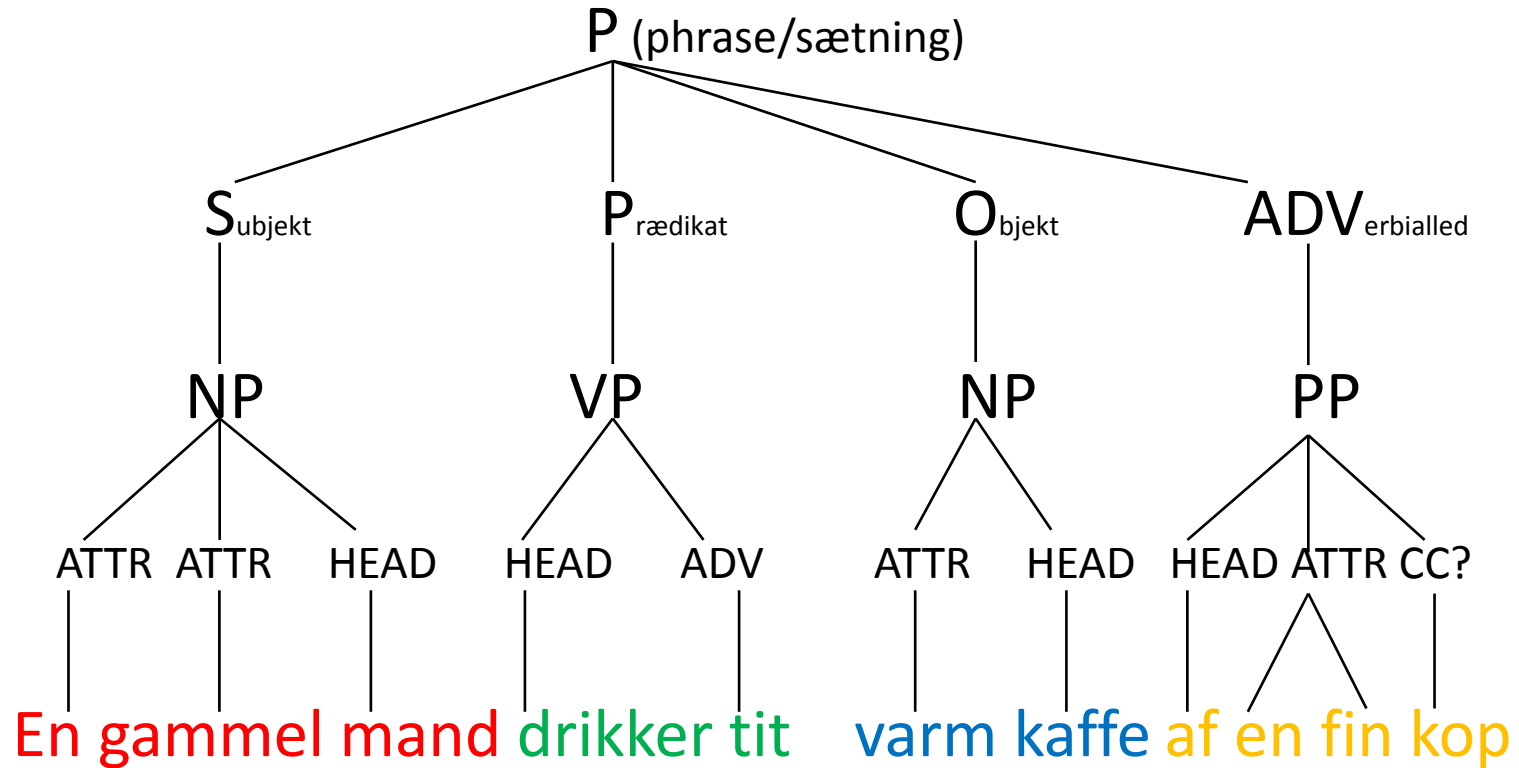 P (phrase/sætning)
Subjekt Prædikat Objekt ADVerbialled
NP VP NP PP
ATTR ATTR HEAD HEAD ADV ATTR HEAD HEAD ATTR CC?
En gammel mand drikker tit varm kaffe af en fin kop